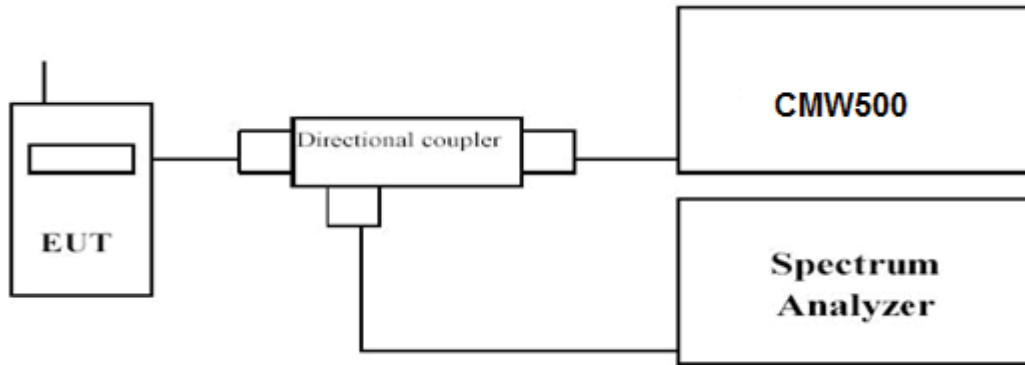 CMW500
Directional coupler
EUT
Spectrum
Analyzer